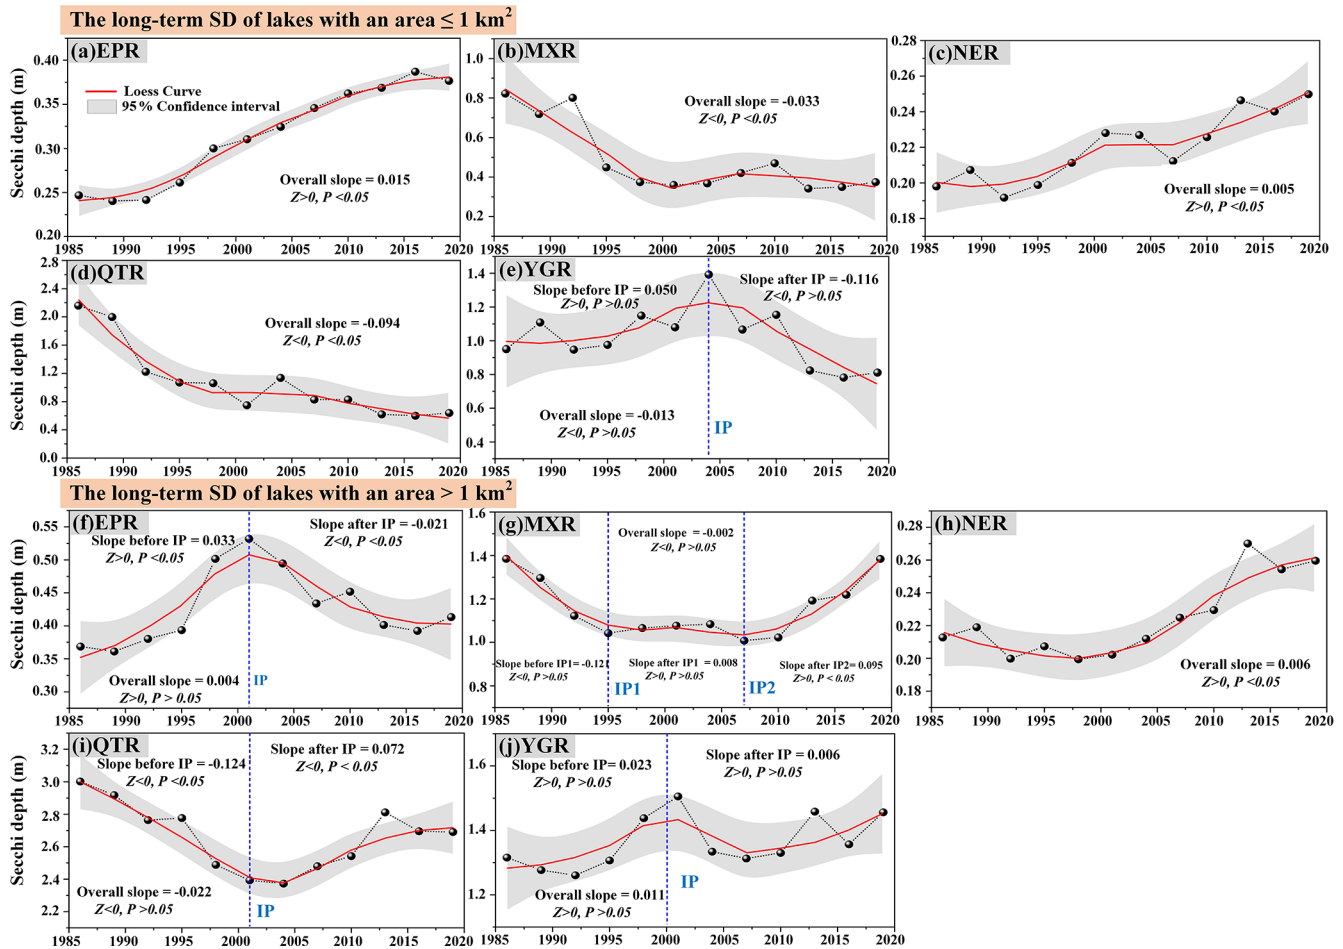 The long-term SD of lakes with an area ≤ 1 km²
(a)EPR
Secchi depth (m)
0.40
0.35
0.30
0.25
0.20
Loess Curve
95% Confidence interval
Overall slope = 0.015
Z>0, P <0.05
1985 1990 1995 2000 2005 2010 2015 2020
(b)MXR
1.0
0.8
0.6
0.4
0.2
Overall slope = -0.033
Z<0, P <0.05
1985 1990 1995 2000 2005 2010 2015 2020
(c)NER
0.28
0.26
0.24
0.22
0.20
0.18
Overall slope = 0.005
Z>0, P <0.05
1985 1990 1995 2000 2005 2010 2015 2020
(d)QTR
Secchi depth (m)
2.8
2.4
2.0
1.6
1.2
0.8
0.4
0.0
Overall slope = -0.094
Z<0, P <0.05
1985 1990 1995 2000 2005 2010 2015 2020
(e)YGR
1.4
1.2
1.0
0.8
0.6
0.4
Slope before IP = 0.050
Z>0, P >0.05
Slope after IP = -0.116
Z<0, P >0.05
Overall slope = -0.013
Z<0, P >0.05
IP
1985 1990 1995 2000 2005 2010 2015 2020
The long-term SD of lakes with an area > 1 km²
(f)EPR
Secchi depth (m)
0.55
0.50
0.45
0.40
0.35
0.30
Slope before IP = 0.033
Z>0, P <0.05
Slope after IP = -0.021
Z<0, P <0.05
Overall slope = 0.004
Z>0, P > 0.05
IP
1985 1990 1995 2000 2005 2010 2015 2020
(g)MXR
1.6
1.4
1.2
1.0
0.8
Overall slope = -0.002
Z<0, P >0.05
Slope before IP1= -0.121
Z<0, P >0.05
Slope after IP1 = 0.008
Z>0, P >0.05
Slope after IP2= 0.095
Z>0, P < 0.05
IP1
IP2
1985 1990 1995 2000 2005 2010 2015 2020
(h)NER
0.28
0.26
0.24
0.22
0.20
0.18
Overall slope = 0.006
Z>0, P <0.05
1985 1990 1995 2000 2005 2010 2015 2020
(i)QTR
Secchi depth (m)
3.2
3.0
2.8
2.6
2.4
2.2
Slope before IP = -0.124
Z<0, P <0.05
Slope after IP = 0.072
Z<0, P < 0.05
Overall slope = -0.022
Z<0, P >0.05
IP
1985 1990 1995 2000 2005 2010 2015 2020
(j)YGR
1.6
1.4
1.2
Slope before IP= 0.023
Z>0, P >0.05
Slope after IP = 0.006
Z>0, P >0.05
Overall slope = 0.011
Z>0, P >0.05
IP
1985 1990 1995 2000 2005 2010 2015 2020